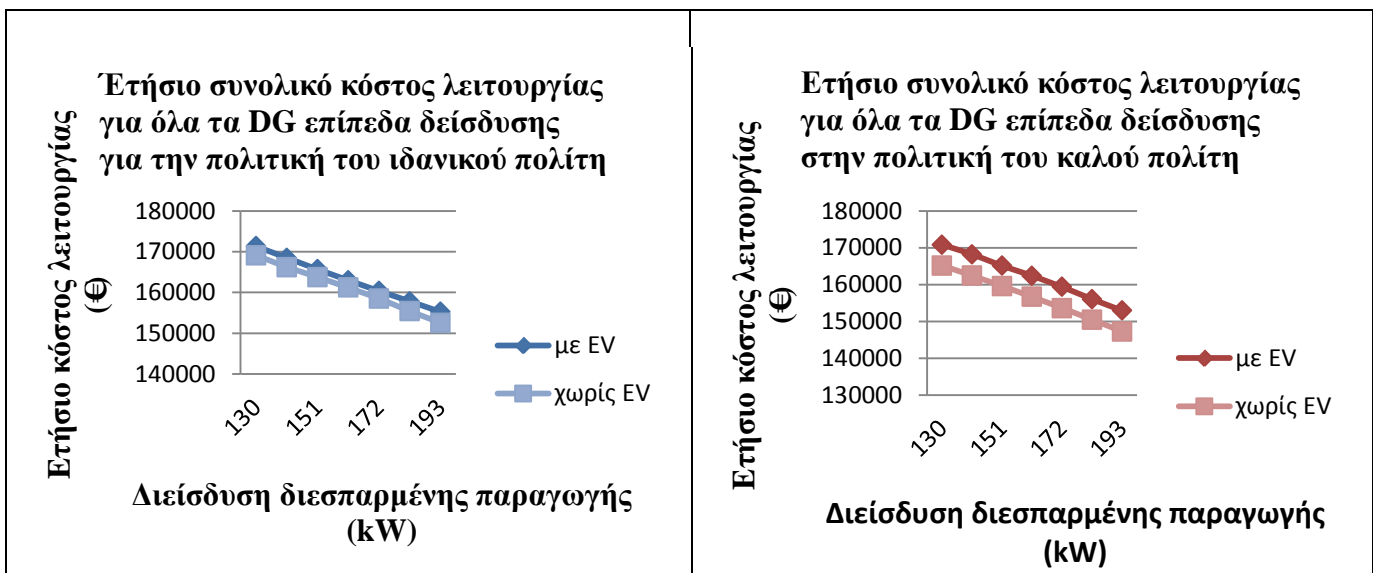 Έτήσιο συνολικό κόστος λειτουργίας
για όλα τα DG επίπεδα δείσδυσης
για την πολιτική του ιδανικού πολίτη
Ετήσιο κόστος λειτουργίας
(€)
180000
170000
160000
150000
140000
130
151
172
193
με EV
χωρίς EV
Διείσδυση διεσπαρμένης παραγωγής
(kW)
Ετήσιο συνολικό κόστος λειτουργίας
για όλα τα DG επίπεδα δείσδυσης
στην πολιτική του καλού πολίτη
Ετήσιο κόστος λειτουργίας
(€)
180000
170000
160000
150000
140000
130000
130
151
172
193
με EV
χωρίς EV
Διείσδυση διεσπαρμένης παραγωγής
(kW)